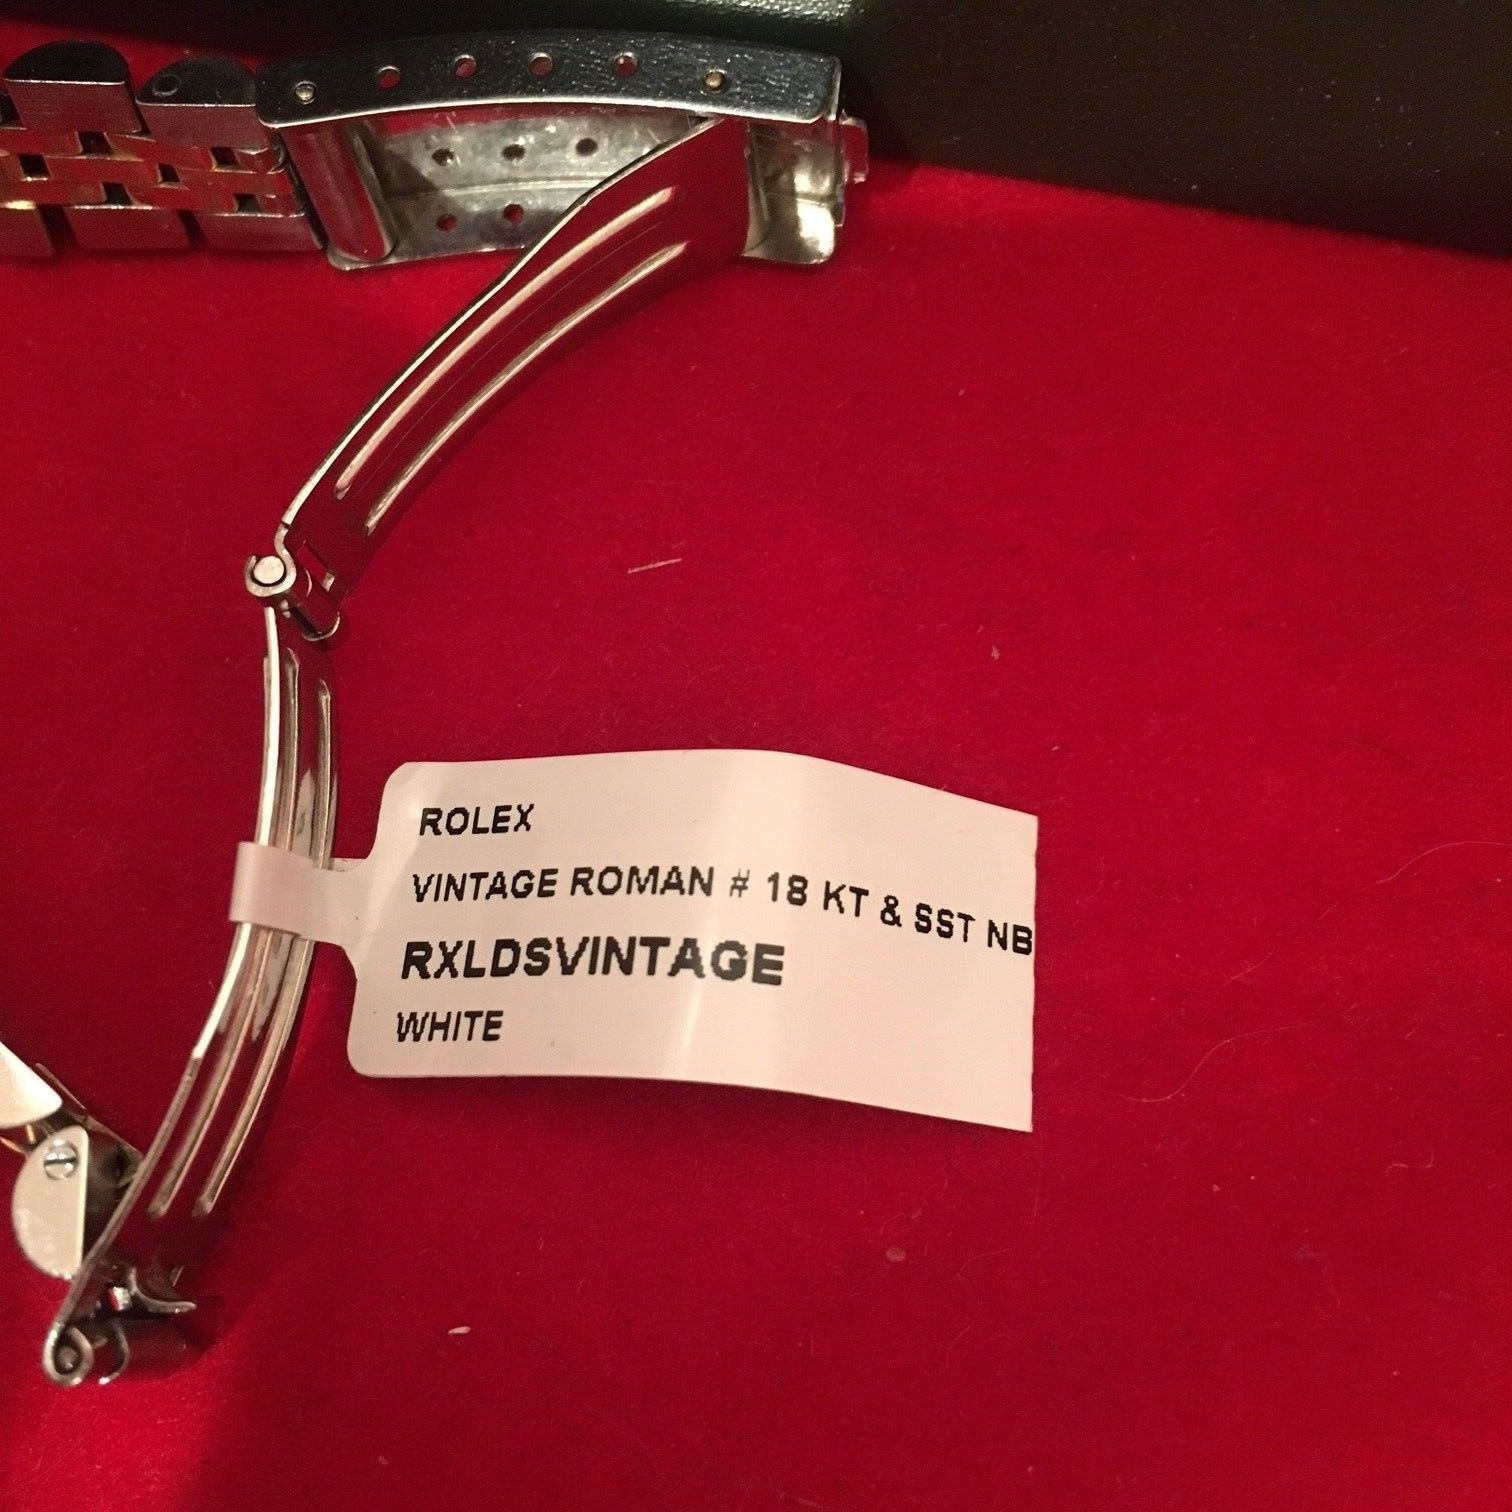 ROLEX
VINTAGE ROMAN # 18 KT & SST NB
RXLDSVINTAGE
WHITE